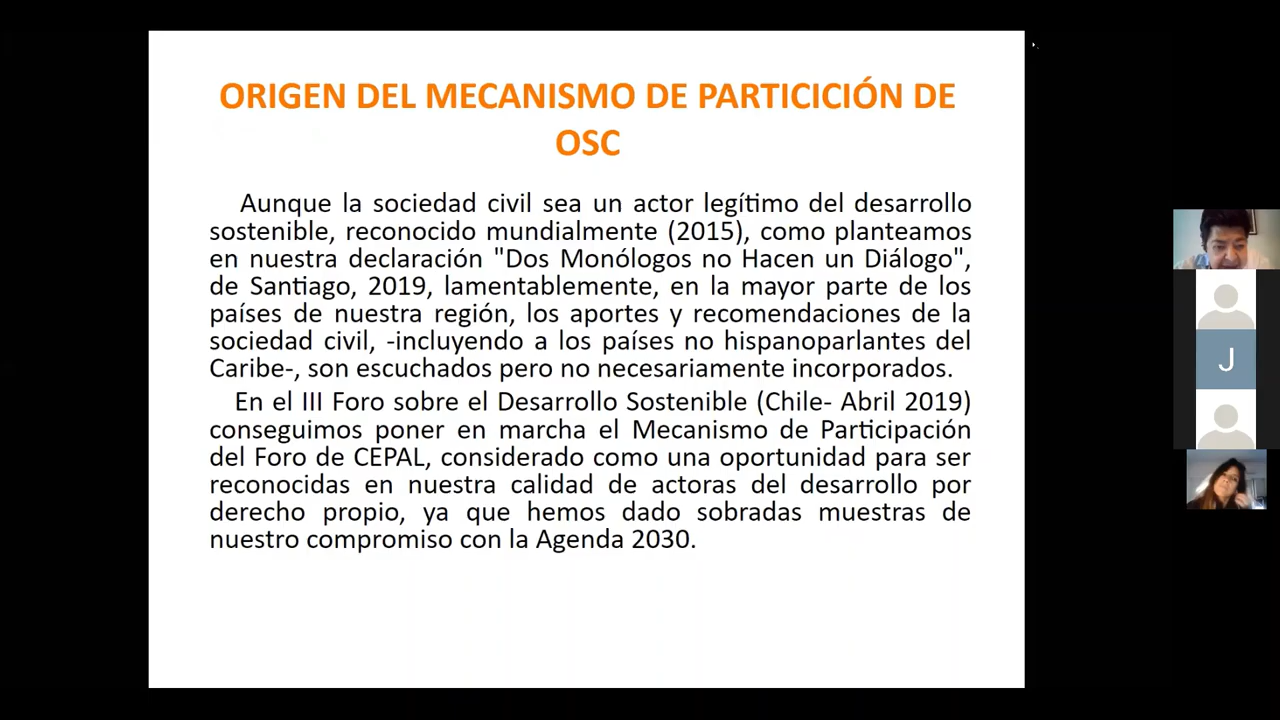 ORIGEN DEL MECANISMO DE PARTICICIÓN DE
OSC
Aunque la sociedad civil sea un actor legítimo del desarrollo
sostenible, reconocido mundialmente (2015), como planteamos
en nuestra declaración "Dos Monólogos no Hacen un Diálogo",
de Santiago, 2019, lamentablemente, en la mayor parte de los
países de nuestra región, los aportes y recomendaciones de la
sociedad civil, -incluyendo a los países no hispanoparlantes del
Caribe-, son escuchados pero no necesariamente incorporados.
En el III Foro sobre el Desarrollo Sostenible (Chile- Abril 2019)
conseguimos poner en marcha el Mecanismo de Participación
del Foro de CEPAL, considerado como una oportunidad para ser
reconocidas en nuestra calidad de actoras del desarrollo por
derecho propio, ya que hemos dado sobradas muestras de
nuestro compromiso con la Agenda 2030.
J